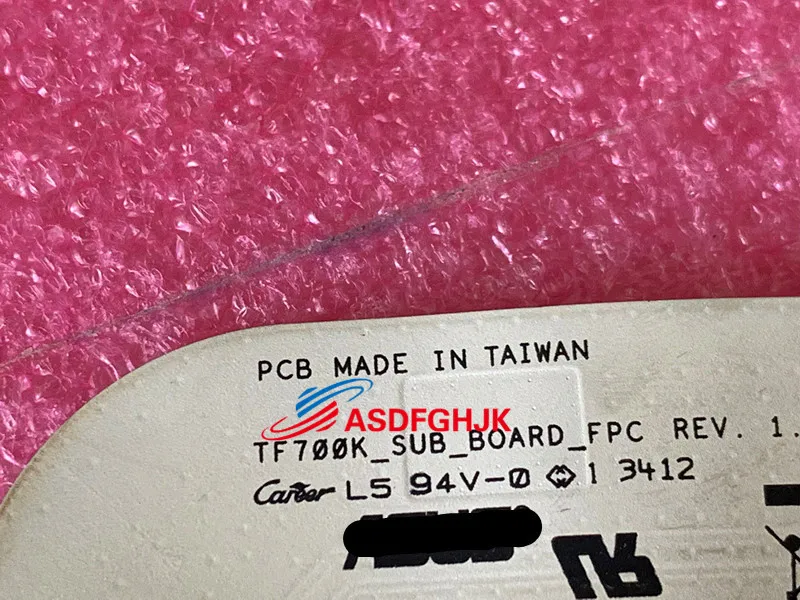 PCB MADE IN TAIWAN
ASDFGHJK
TF700K_SUB_BOARD_FPC REV. 1.
Career L5 94V-0 1 3412